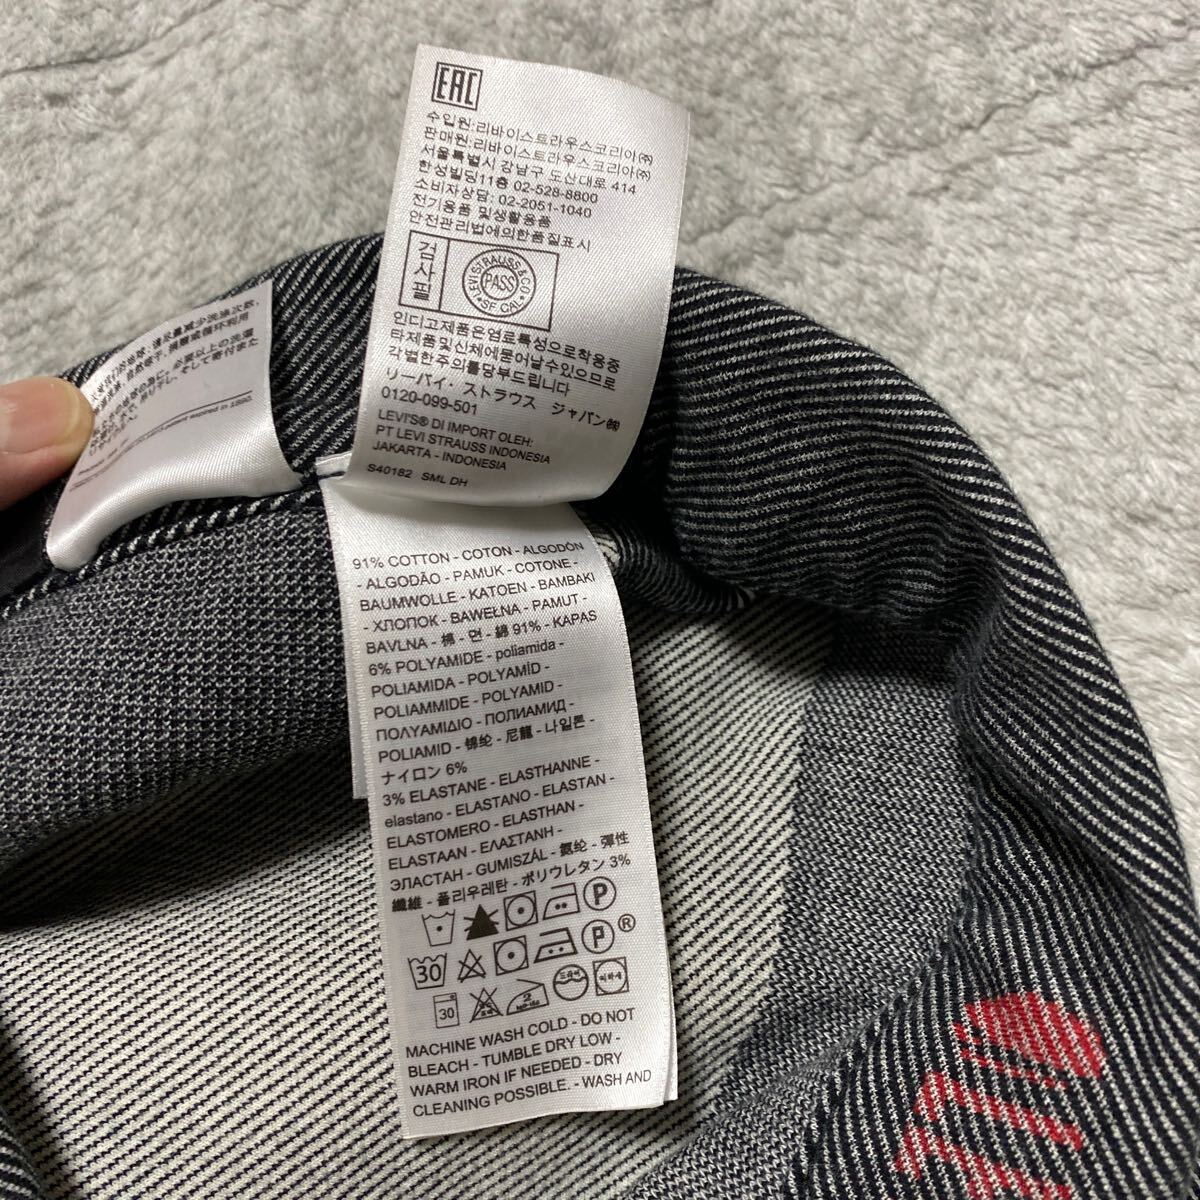 EAC
수입원:리바이스트라우스코리아(주)
판매원:리바이스트라우스코리아(주)
서울특별시 강남구 도산대로 414
한성빌딩11층 02-528-8800
소비자상담: 02-2051-1040
전기용품 및생활용품
안전관리법에의한품질표시
검사필
LEVI STRAUSS & CO
PASS
SF CAL
인디고제품은염료특성으로착용중
타제품및신체에묻어날수있으므로
각별한주의를당부드립니다
リーバイ・ストラウス ジャパン㈱
0120-099-501
LEVI'S® DI IMPORT OLEH:
PT LEVI STRAUSS INDONESIA
JAKARTA - INDONESIA
S40182 SML DH
91% COTTON - COTON - ALGODÓN
- ALGODÃO - PAMUK - COTONE -
BAUMWOLLE - KATOEN - BAMBAKI
- ХЛОПОК - BAWEŁNA - PAMUT -
BAVLNA - 棉 - 면 - 綿 91% - KAPAS
6% POLYAMIDE - poliamida -
POLIAMIDA - POLYAMİD -
POLIAMMIDE - POLYAMID -
ΠΟΛΥΑΜΙΔΙΟ - ПОЛИАМИД -
POLIAMID - 锦纶 - 尼龍 - 나일론 -
ナイロン 6%
3% ELASTANE - ELASTHANNE -
elastano - ELASTANO - ELASTAN -
ELASTOMERO - ELASTHAN -
ELASTAAN - ΕΛΑΣΤΑΝΗ -
ЭЛАСТАН - GUMISZÁL - 氨纶 - 彈性
纖維 - 폴리우레탄 - ポリウレタン 3%
P
30 P ®
30 2
MACHINE WASH COLD - DO NOT
BLEACH - TUMBLE DRY LOW -
WARM IRON IF NEEDED - DRY
CLEANING POSSIBLE. - WASH AND